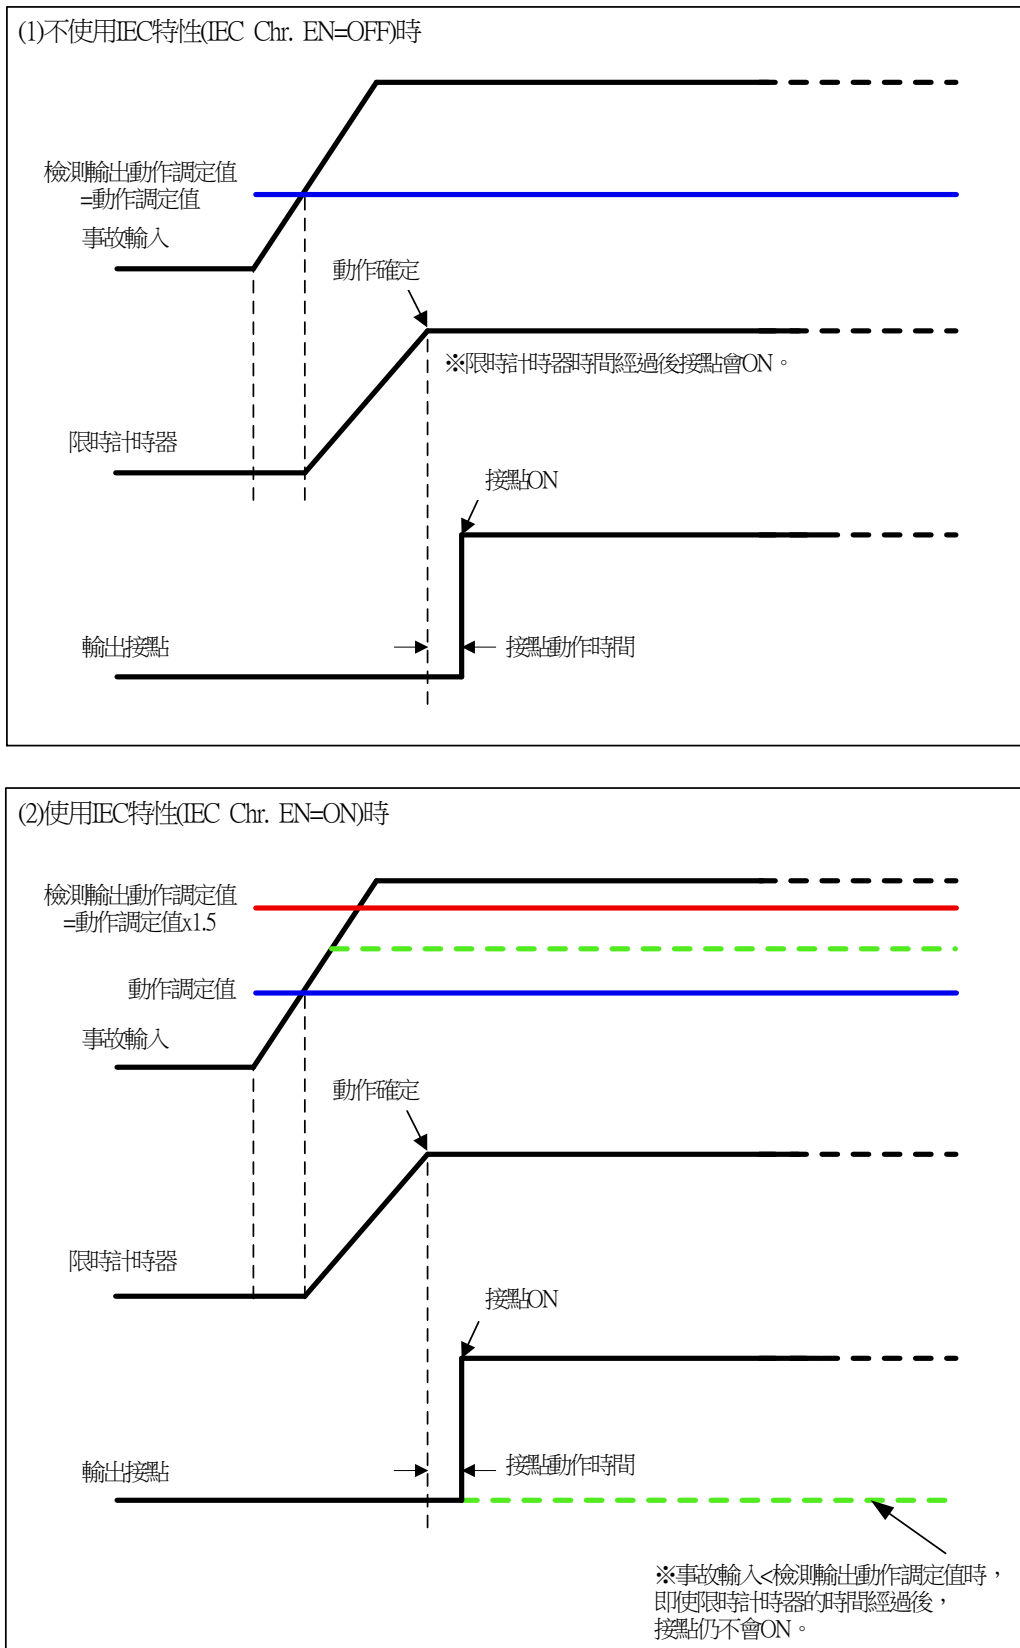 (1)不使用IEC特性(IEC Chr. EN=OFF)時
檢測輸出動作調定值
=動作調定值
事故輸入
動作確定
※限時計時器時間經過後接點會ON。
限時計時器
接點ON
輸出接點
接點動作時間
(2)使用IEC特性(IEC Chr. EN=ON)時
檢測輸出動作調定值
=動作調定值x1.5
動作調定值
事故輸入
動作確定
限時計時器
接點ON
輸出接點
接點動作時間
※事故輸入<檢測輸出動作調定值時，
即使限時計時器的時間經過後，
接點仍不會ON。